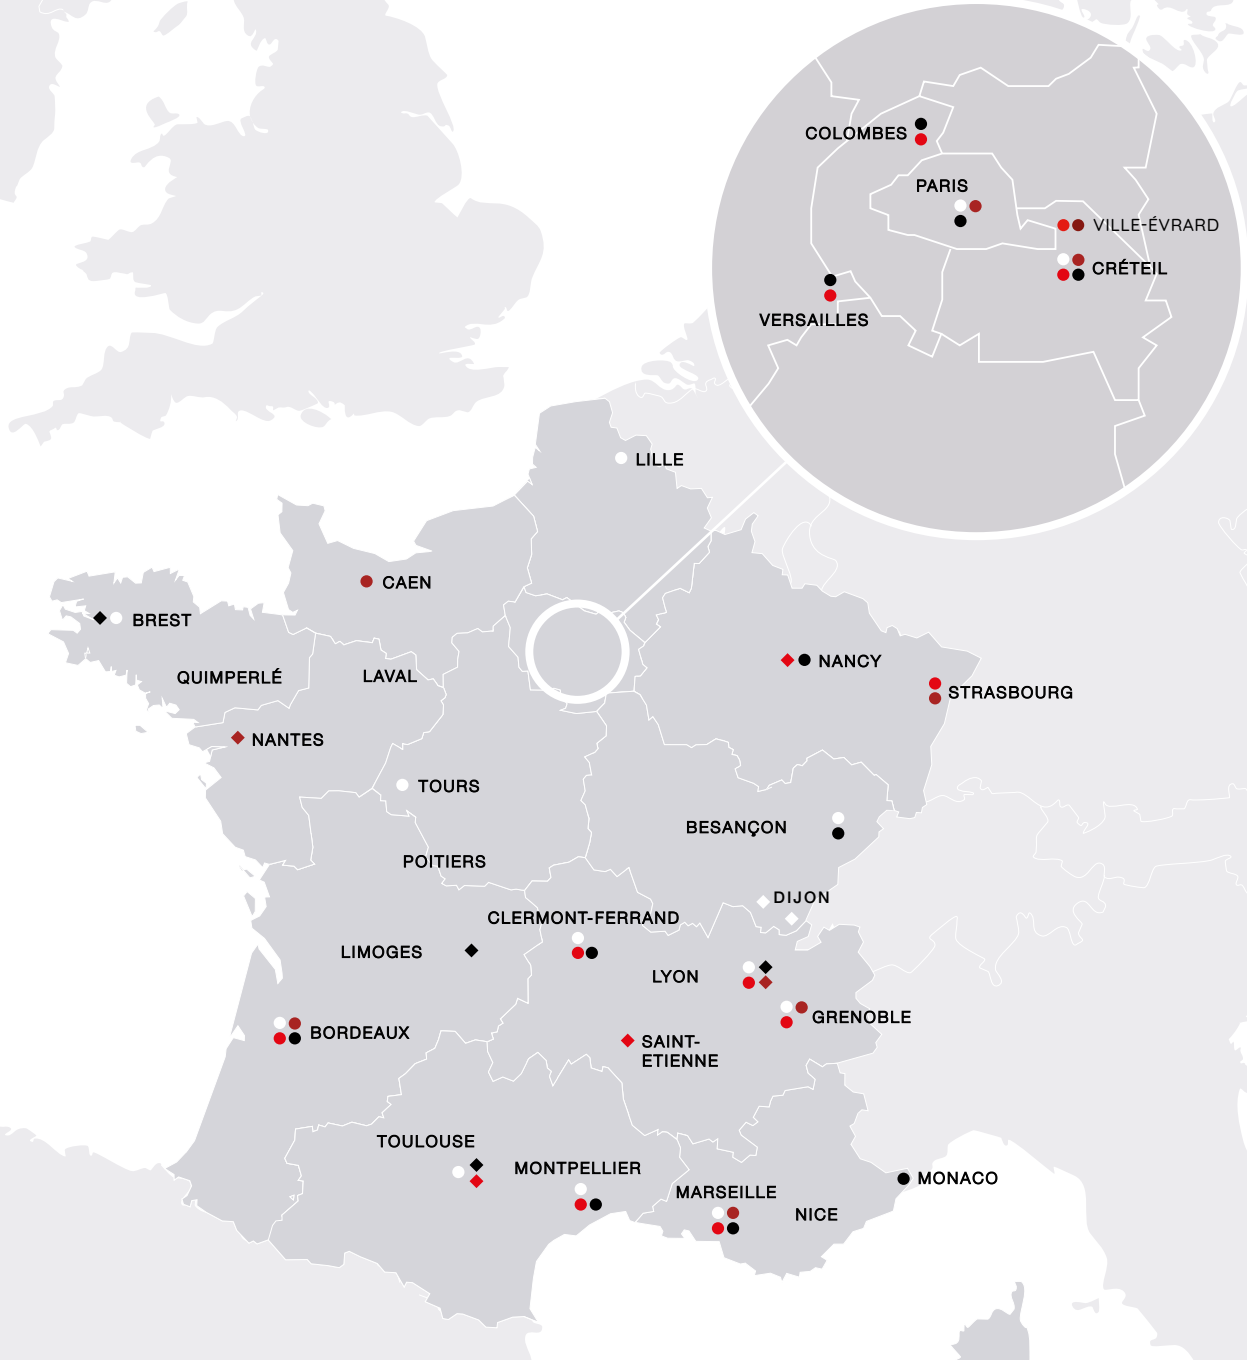 COLOMBES
PARIS
VILLE-ÉVRARD
CRÉTEIL
VERSAILLES
LILLE
CAEN
BREST
NANCY
QUIMPERLÉ
LAVAL
STRASBOURG
NANTES
TOURS
BESANÇON
POITIERS
DIJON
CLERMONT-FERRAND
LIMOGES
LYON
GRENOBLE
BORDEAUX
SAINT-
ETIENNE
TOULOUSE
MONTPELLIER
MONACO
MARSEILLE
NICE